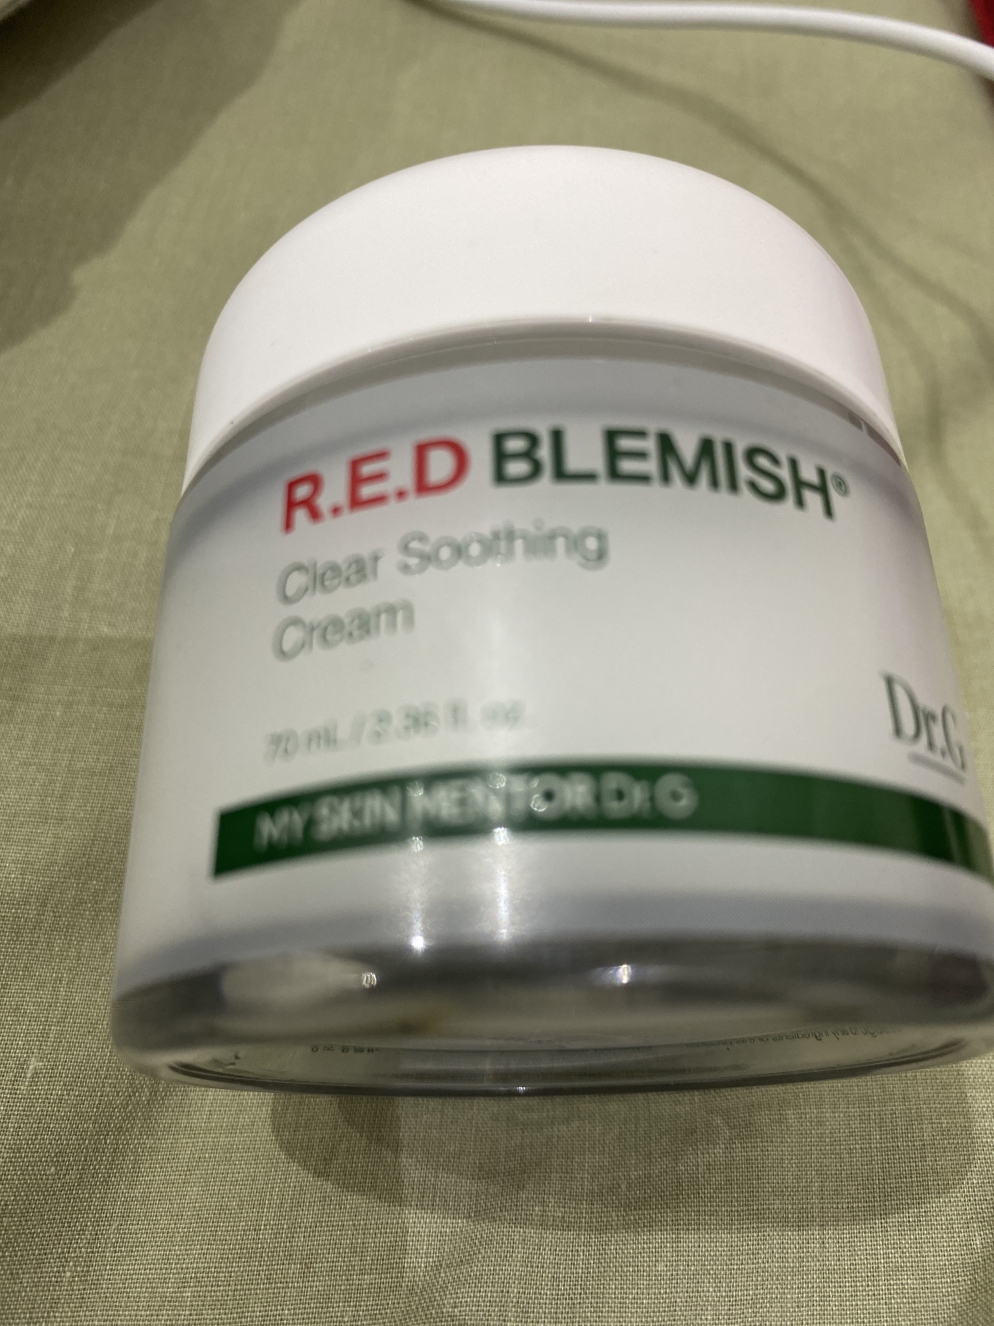 R.E.D BLEMISH®
Clear Soothing
Cream
70 mL / 2.36 fl. oz.
Dr.G
MY SKIN MENTOR Dr. G